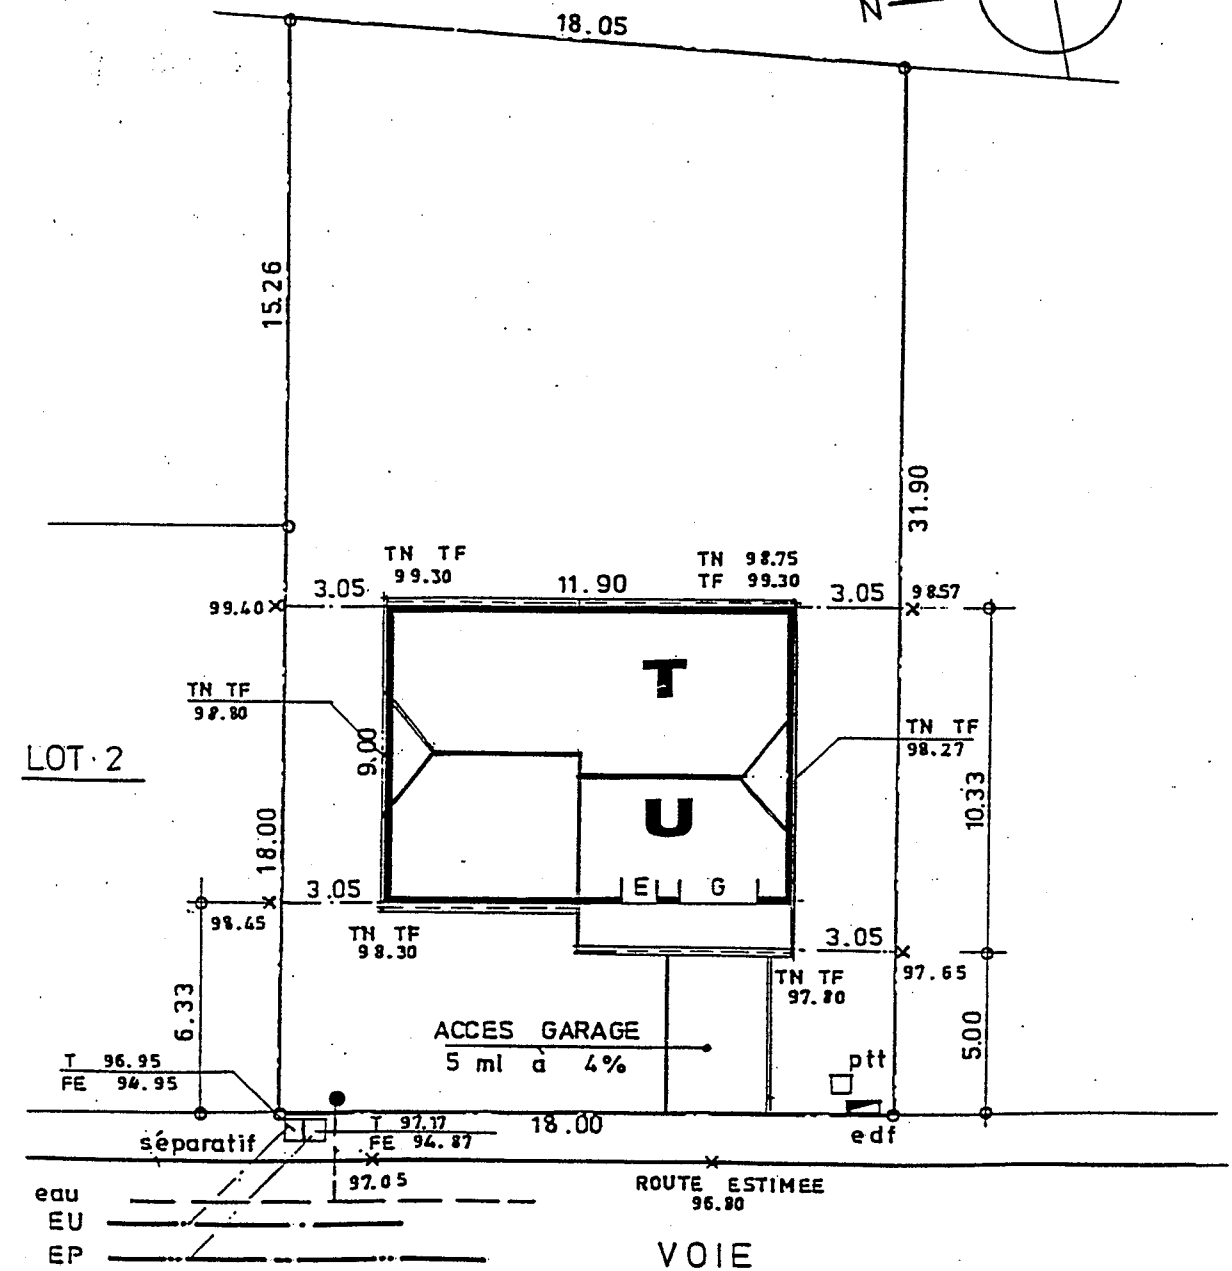 18.05
N
15.26
31.90
TN TF
99.30
TN 98.75
TF 99.30
3.05
11.90
3.05
98.57
99.40
T
TN TF
98.80
TN TF
98.27
9.00
LOT.2
10.33
U
18.00
E G
3.05
98.45
TN TF
98.30
3.05
97.65
TN TF
97.80
6.33
ACCES GARAGE
5 ml à 4%
5.00
T 96.95
FE 94.95
ptt
T 97.17
FE 94.87
18.00
edf
séparatif
97.05
ROUTE ESTIMEE
96.80
eau
EU
EP
VOIE